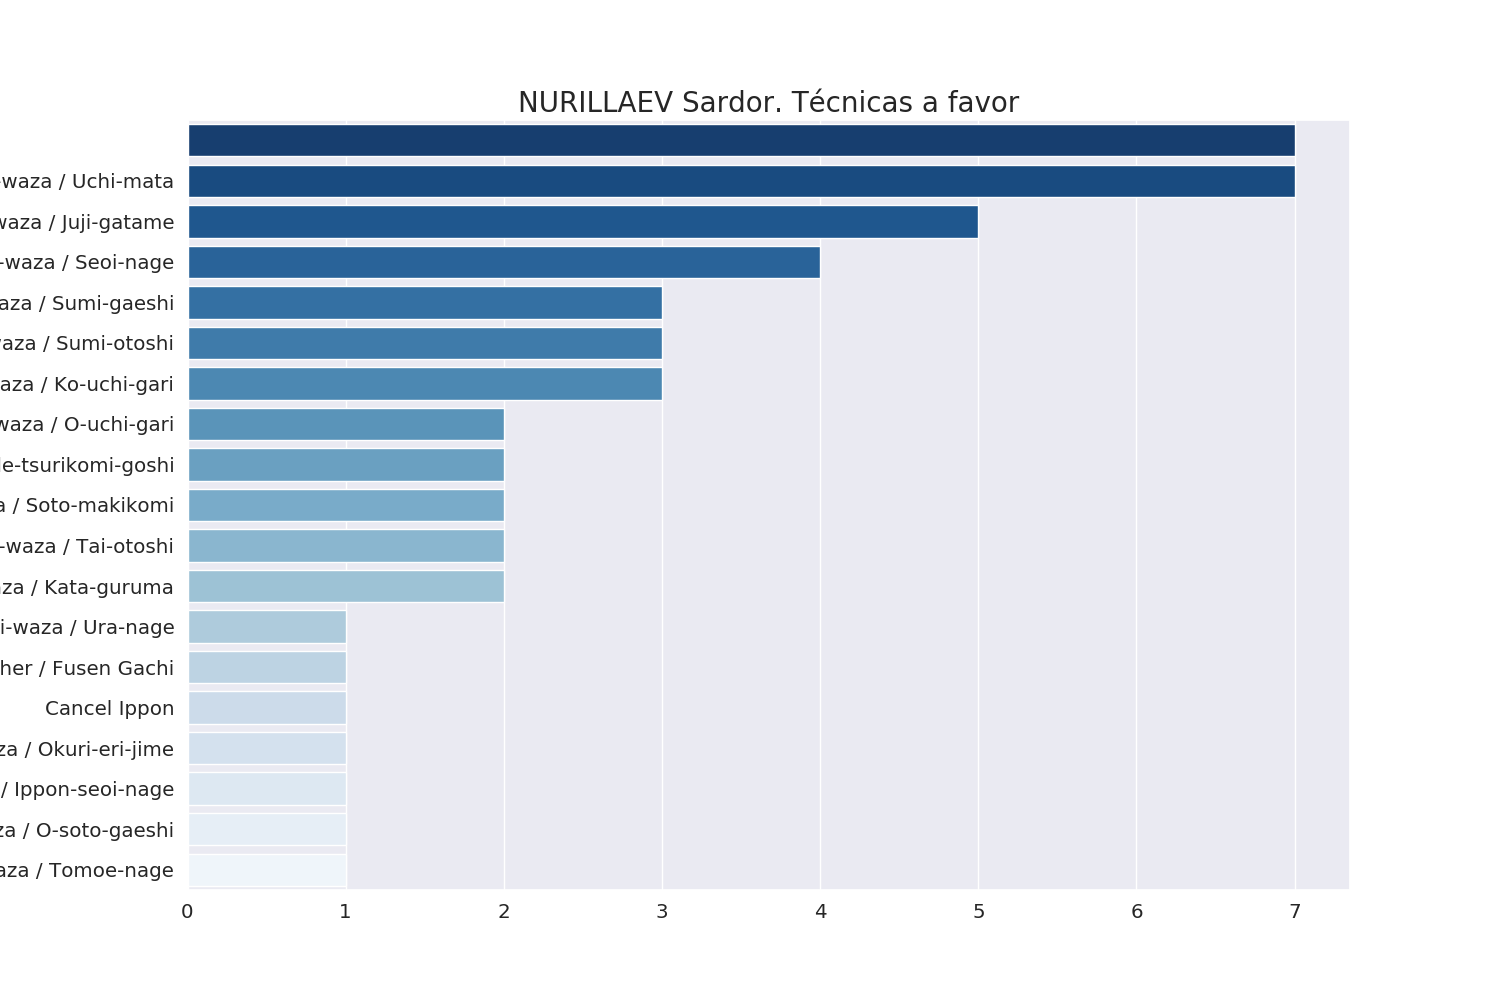 NURILLAEV Sardor. Técnicas a favor
-waza / Uchi-mata
waza / Juji-gatame
-waza / Seoi-nage
aza / Sumi-gaeshi
aza / Sumi-otoshi
aza / Ko-uchi-gari
waza / O-uchi-gari
de-tsurikomi-goshi
a / Soto-makikomi
-waza / Tai-otoshi
za / Kata-guruma
i-waza / Ura-nage
her / Fusen Gachi
Cancel Ippon
za / Okuri-eri-jime
/ Ippon-seoi-nage
za / O-soto-gaeshi
aza / Tomoe-nage
0 1 2 3 4 5 6 7